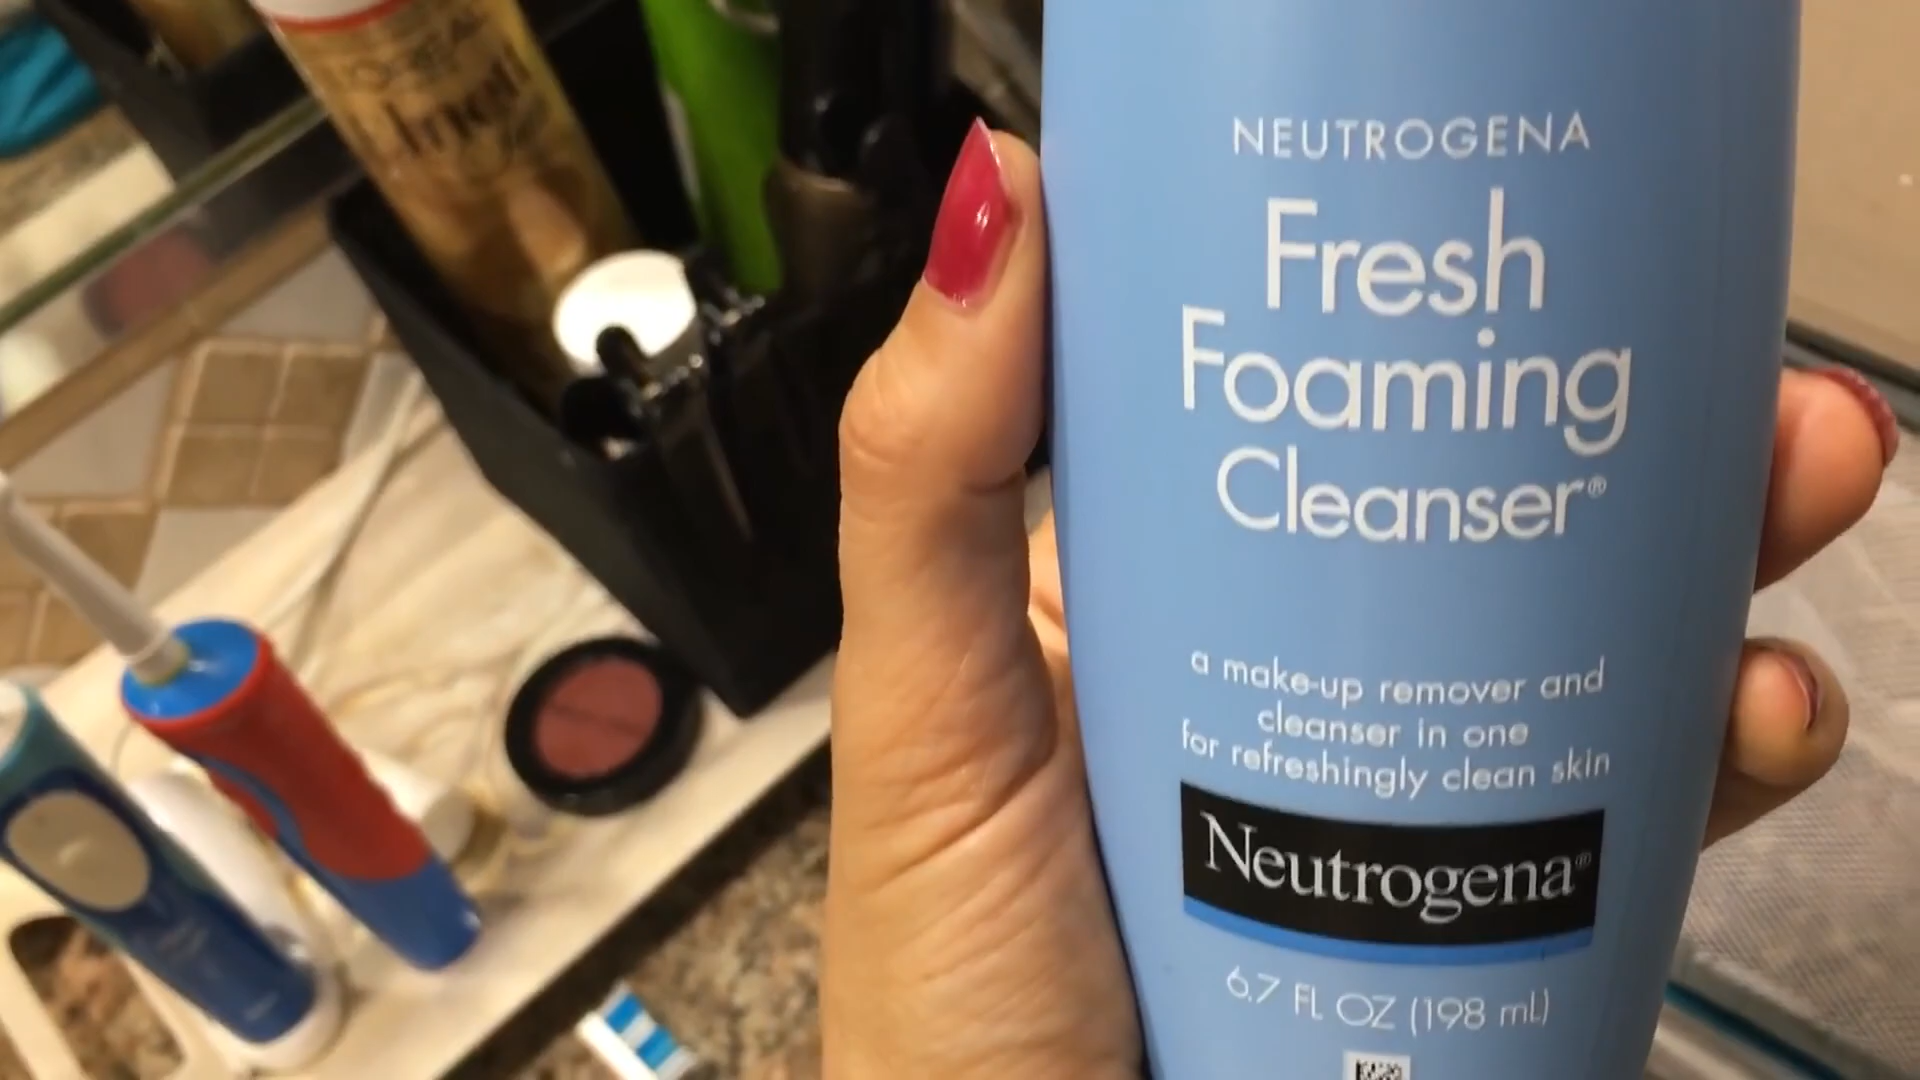 NEUTROGENA
Fresh
Foaming
Cleanser®
a make-up remover and
cleanser in one
for refreshingly clean skin
Neutrogena®
6.7 FL OZ (198 mL)